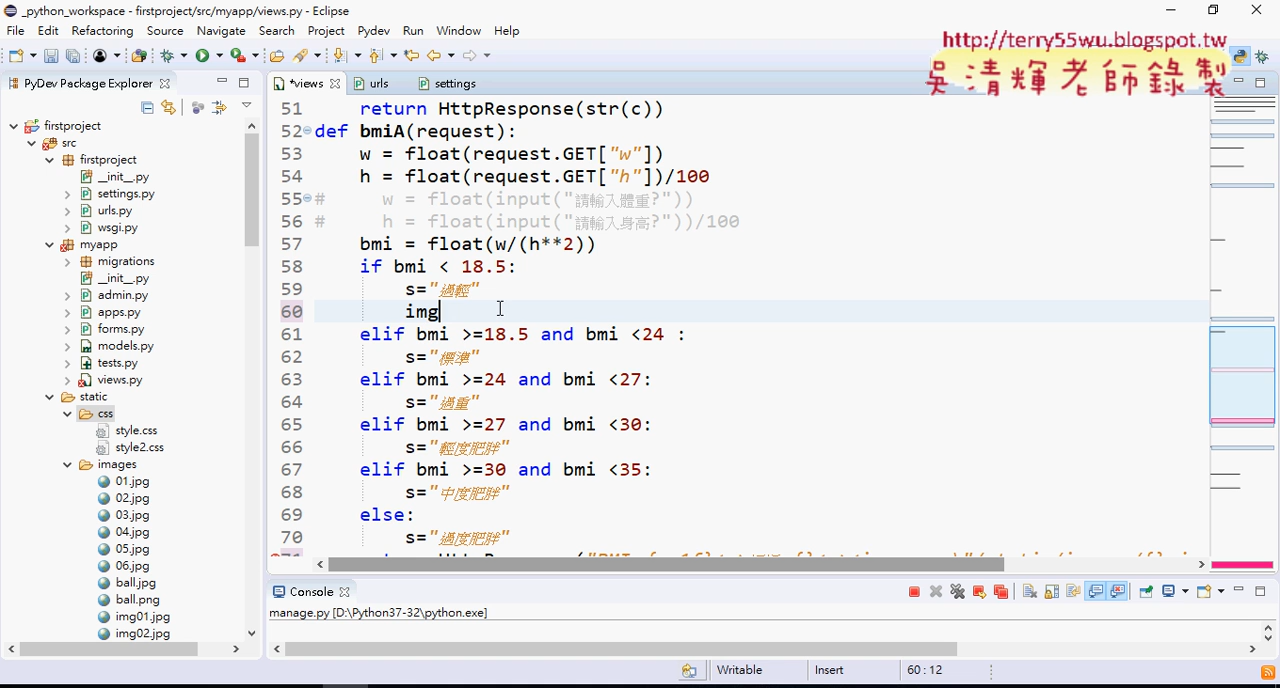 _python_workspace - firstproject/src/myapp/views.py - Eclipse
File Edit Refactoring Source Navigate Search Project Pydev Run Window Help
http://terry55wu.blogspot.tw
吳清輝老師錄製
PyDev Package Explorer
*views urls settings
firstproject
src
firstproject
__init__.py
settings.py
urls.py
wsgi.py
myapp
migrations
__init__.py
admin.py
apps.py
forms.py
models.py
tests.py
views.py
static
css
style.css
style2.css
images
01.jpg
02.jpg
03.jpg
04.jpg
05.jpg
06.jpg
ball.jpg
ball.png
img01.jpg
img02.jpg
51 return HttpResponse(str(c))
52 def bmiA(request):
53 w = float(request.GET["w"])
54 h = float(request.GET["h"])/100
55 # w = float(input("請輸入體重?"))
56 # h = float(input("請輸入身高?"))/100
57 bmi = float(w/(h**2))
58 if bmi < 18.5:
59 s="過輕"
60 img
61 elif bmi >=18.5 and bmi <24 :
62 s="標準"
63 elif bmi >=24 and bmi <27:
64 s="過重"
65 elif bmi >=27 and bmi <30:
66 s="輕度肥胖"
67 elif bmi >=30 and bmi <35:
68 s="中度肥胖"
69 else:
70 s="過度肥胖"
Console
manage.py [D:\Python37-32\python.exe]
Writable Insert 60 : 12